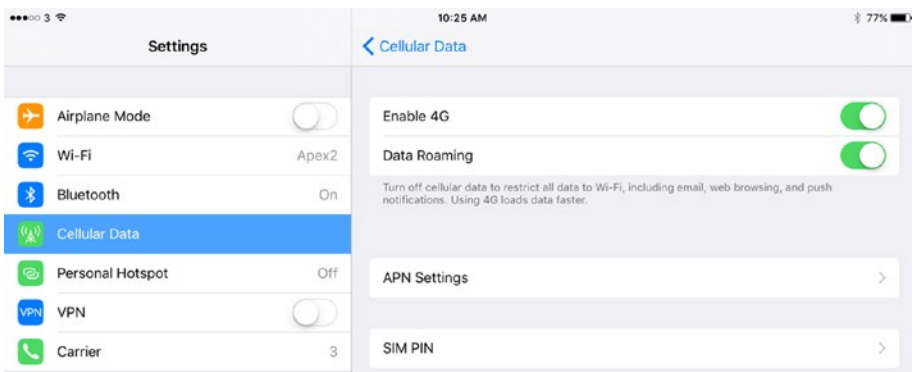 3
10:25 AM
77%
Settings
Cellular Data
Airplane Mode
Wi-Fi Apex2
Bluetooth On
Cellular Data
Personal Hotspot Off
VPN VPN
Carrier 3
Enable 4G
Data Roaming
Turn off cellular data to restrict all data to Wi-Fi, including email, web browsing, and push
notifications. Using 4G loads data faster.
APN Settings
SIM PIN